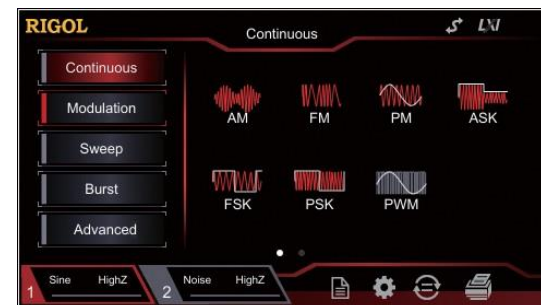 RIGOL
Continuous
LXI
Continuous
Modulation
Sweep
Burst
Advanced
AM
FM
PM
ASK
FSK
PSK
PWM
1 Sine HighZ
2 Noise HighZ